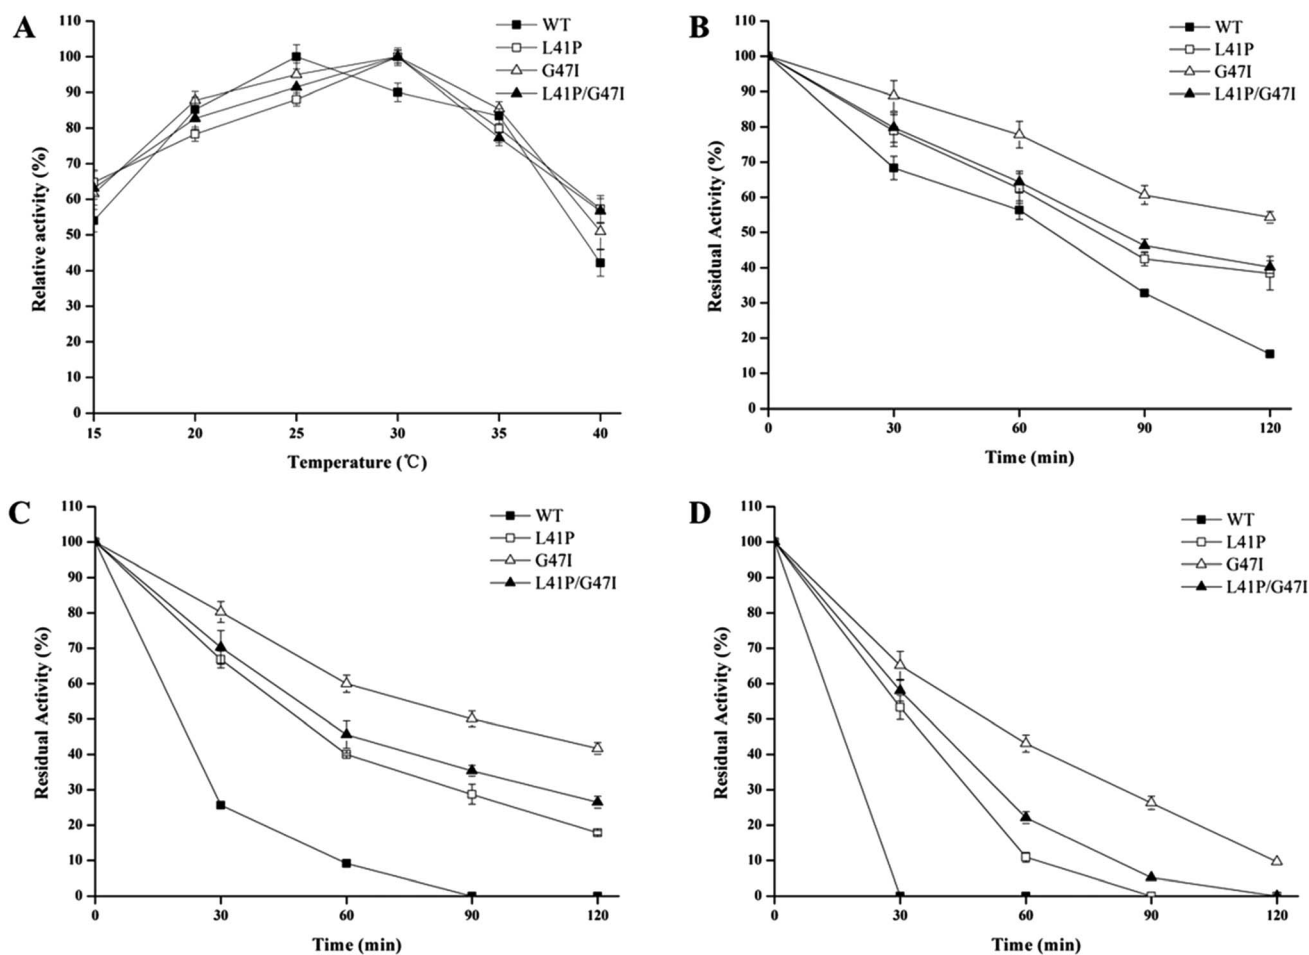 A
110
100
90
80
70
60
50
40
30
20
10
0
Relative activity (%)
15 20 25 30 35 40
Temperature (℃)
WT
L41P
G47I
L41P/G47I
B
110
100
90
80
70
60
50
40
30
20
10
0
Residual Activity (%)
0 30 60 90 120
Time (min)
WT
L41P
G47I
L41P/G47I
C
110
100
90
80
70
60
50
40
30
20
10
0
Residual Activity (%)
0 30 60 90 120
Time (min)
WT
L41P
G47I
L41P/G47I
D
110
100
90
80
70
60
50
40
30
20
10
0
Residual Activity (%)
0 30 60 90 120
Time (min)
WT
L41P
G47I
L41P/G47I